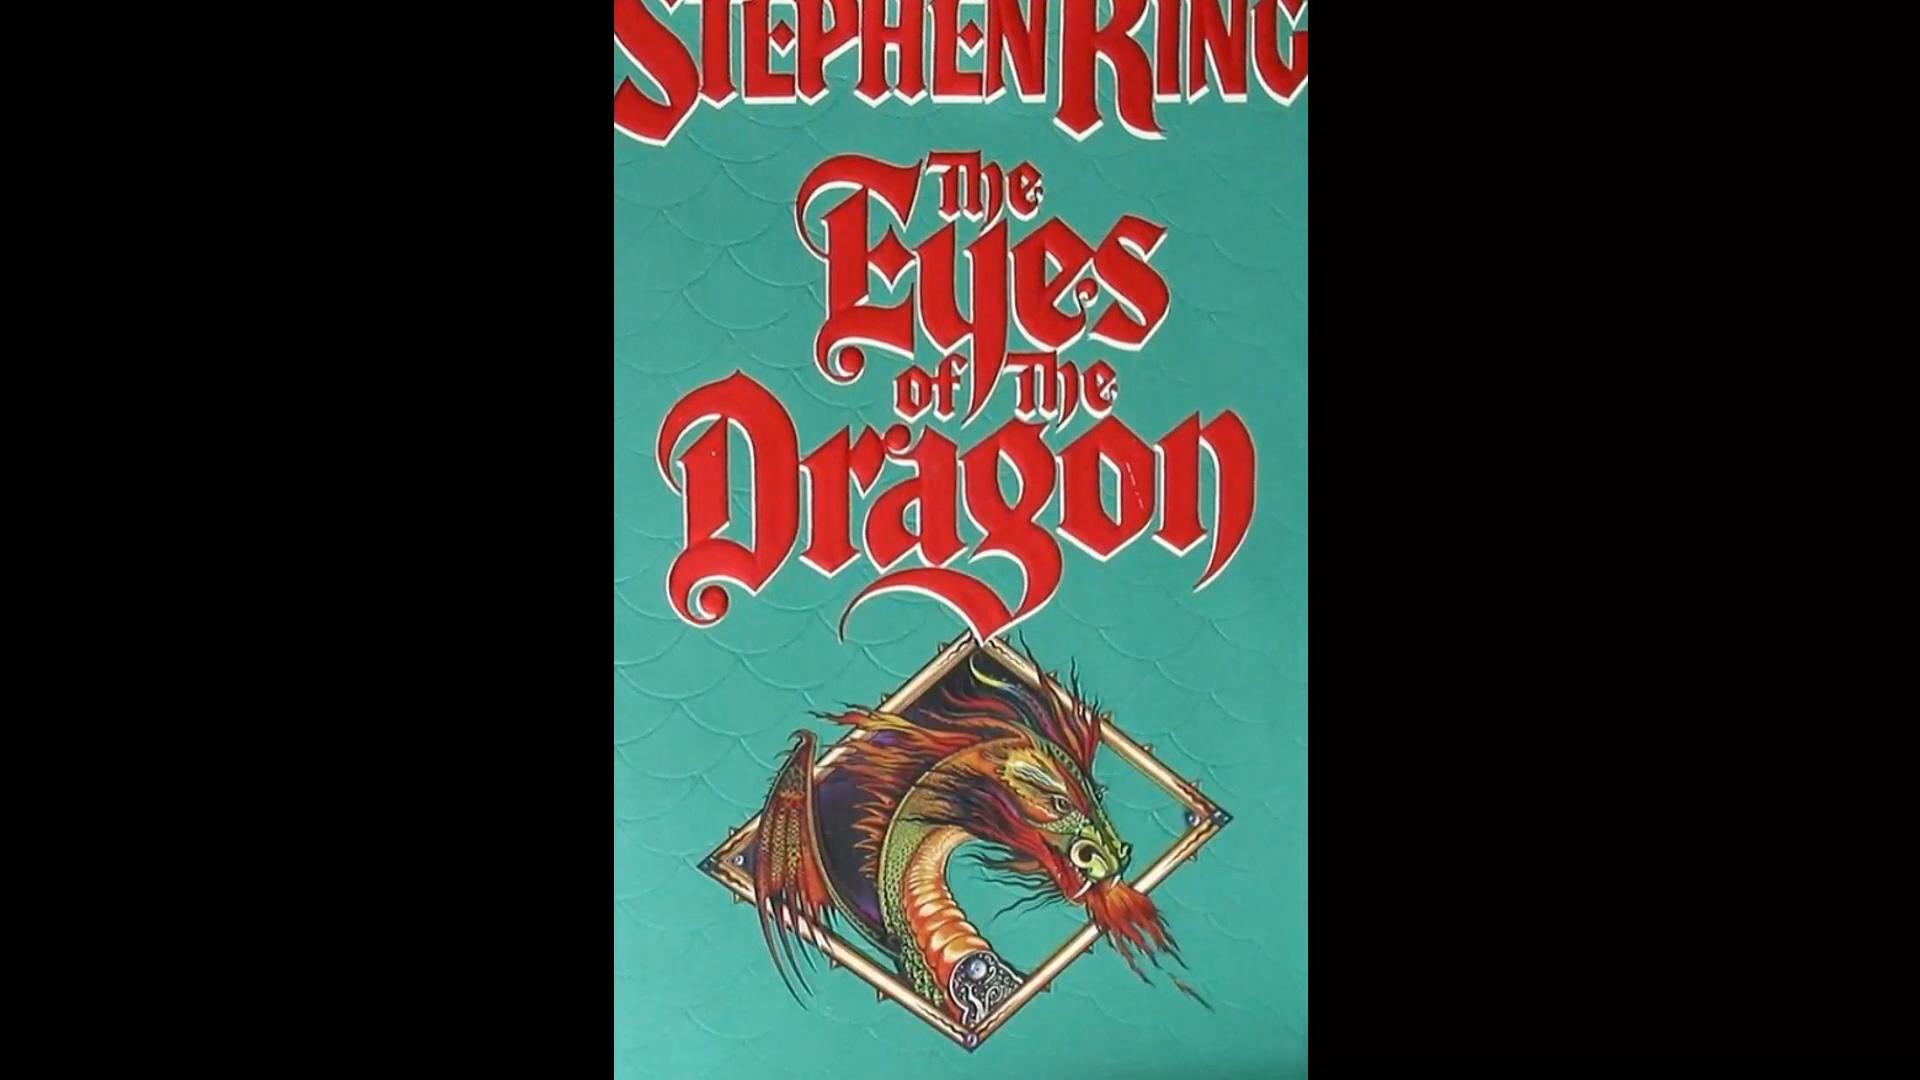 STEPHEN KING
The
Eyes
of The
Dragon